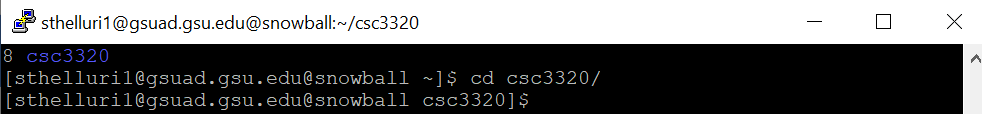 sthelluri1@gsuad.gsu.edu@snowball:~/csc3320
8 csc3320
[sthelluri1@gsuad.gsu.edu@snowball ~]$ cd csc3320/
[sthelluri1@gsuad.gsu.edu@snowball csc3320]$